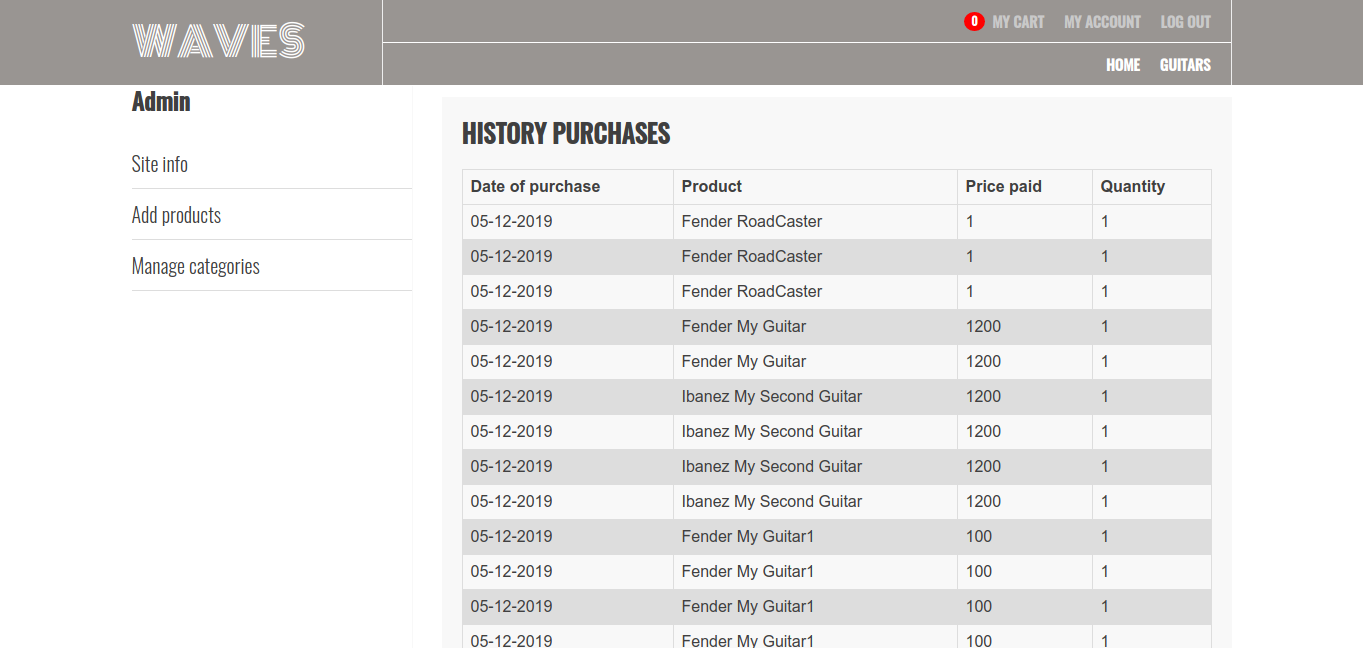 WAVES
0 MY CART MY ACCOUNT LOG OUT
HOME GUITARS
Admin
Site info
Add products
Manage categories
HISTORY PURCHASES
Date of purchase Product Price paid Quantity
05-12-2019 Fender RoadCaster 1 1
05-12-2019 Fender RoadCaster 1 1
05-12-2019 Fender RoadCaster 1 1
05-12-2019 Fender My Guitar 1200 1
05-12-2019 Fender My Guitar 1200 1
05-12-2019 Ibanez My Second Guitar 1200 1
05-12-2019 Ibanez My Second Guitar 1200 1
05-12-2019 Ibanez My Second Guitar 1200 1
05-12-2019 Ibanez My Second Guitar 1200 1
05-12-2019 Fender My Guitar1 100 1
05-12-2019 Fender My Guitar1 100 1
05-12-2019 Fender My Guitar1 100 1
05-12-2019 Fender My Guitar1 100 1